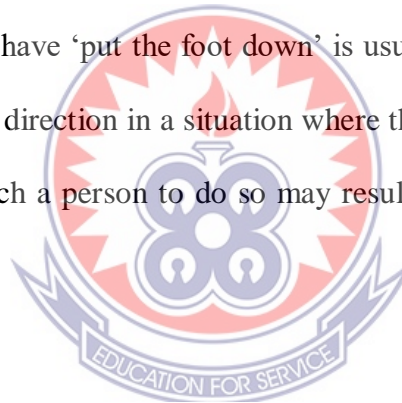 have ‘put the foot down’ is usu
direction in a situation where th
ch a person to do so may resul
EDUCATION FOR SERVICE